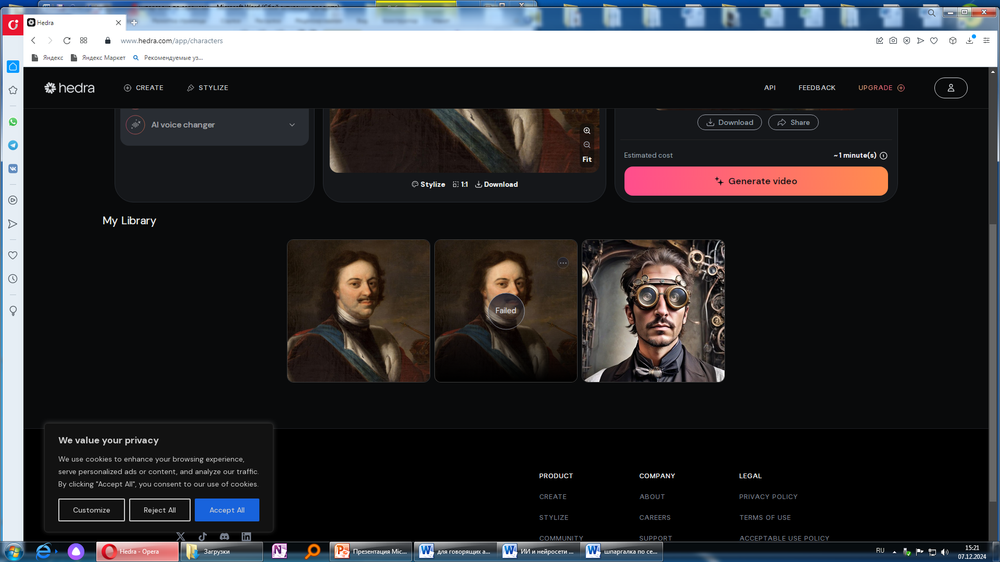 Hedra
www.hedra.com/app/characters
Яндекс
Яндекс Маркет
Рекомендуемые уз...
hedra
CREATE
STYLIZE
API
FEEDBACK
UPGRADE
AI voice changer
Fit
Stylize
1:1
Download
Download
Share
Estimated cost
~1 minute(s)
Generate video
My Library
Failed
We value your privacy
We use cookies to enhance your browsing experience,
serve personalized ads or content, and analyze our traffic.
By clicking "Accept All", you consent to our use of cookies.
Customize
Reject All
Accept All
PRODUCT
CREATE
STYLIZE
COMMUNITY
COMPANY
ABOUT
CAREERS
SUPPORT
LEGAL
PRIVACY POLICY
TERMS OF USE
ACCEPTABLE USE POLICY
Hedra - Opera
Загрузки
Презентация Mic...
для говорящих а...
ИИ и нейросети ...
шпаргалка по се...
RU
15:21
07.12.2024